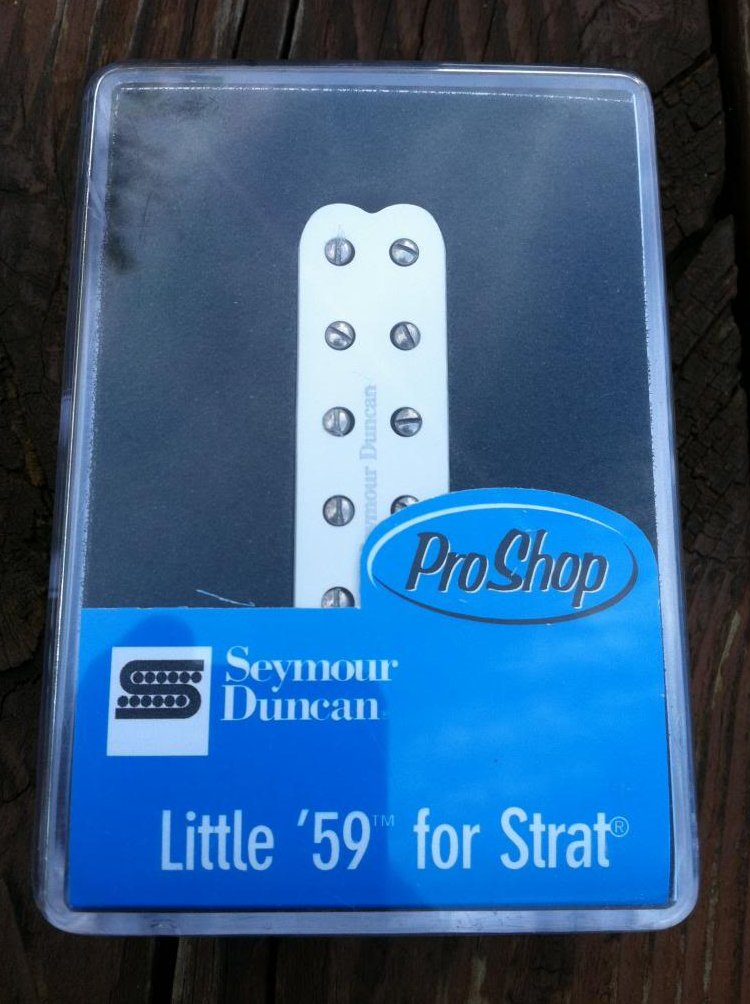 Seymour Duncan
ProShop
Seymour
Duncan
Little '59™ for Strat®